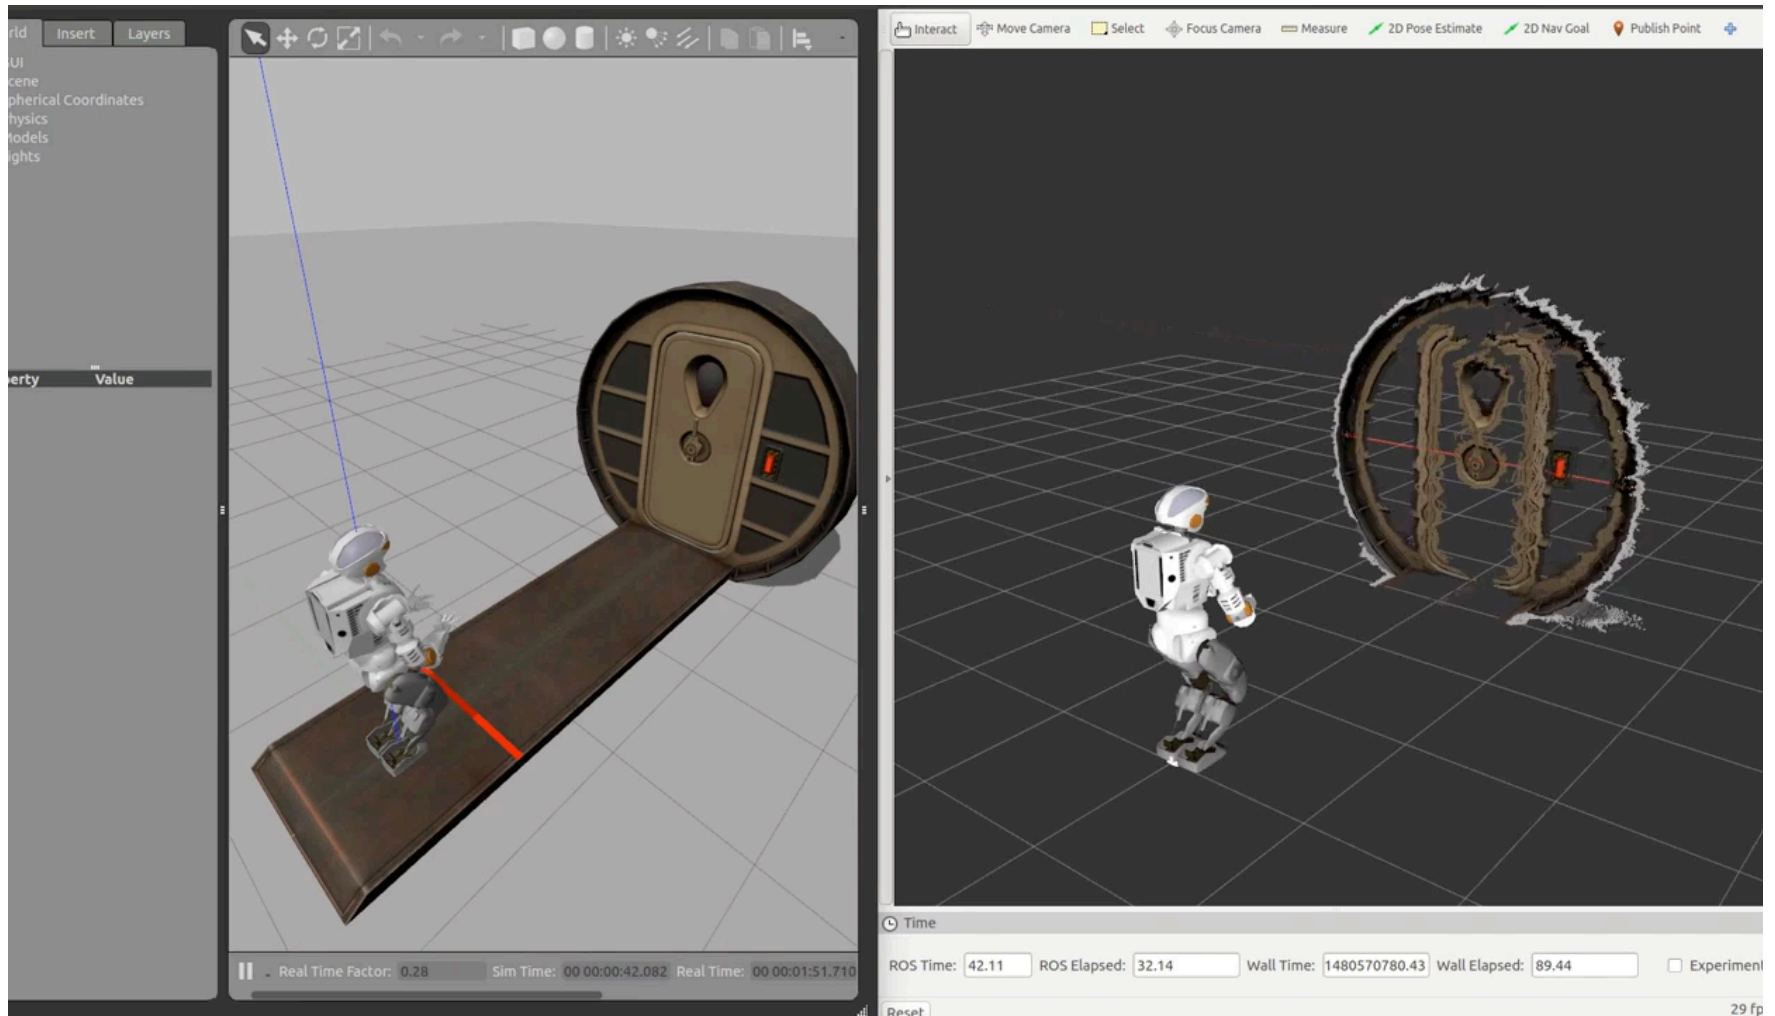 rld Insert Layers
UI
cene
pherical Coordinates
hysics
Models
ights
erty Value
Real Time Factor: 0.28 Sim Time: 00 00:00:42.082 Real Time: 00 00:01:51.710
Interact Move Camera Select Focus Camera Measure 2D Pose Estimate 2D Nav Goal Publish Point
Time
ROS Time: 42.11 ROS Elapsed: 32.14 Wall Time: 1480570780.43 Wall Elapsed: 89.44 Experiment
Reset 29 fp